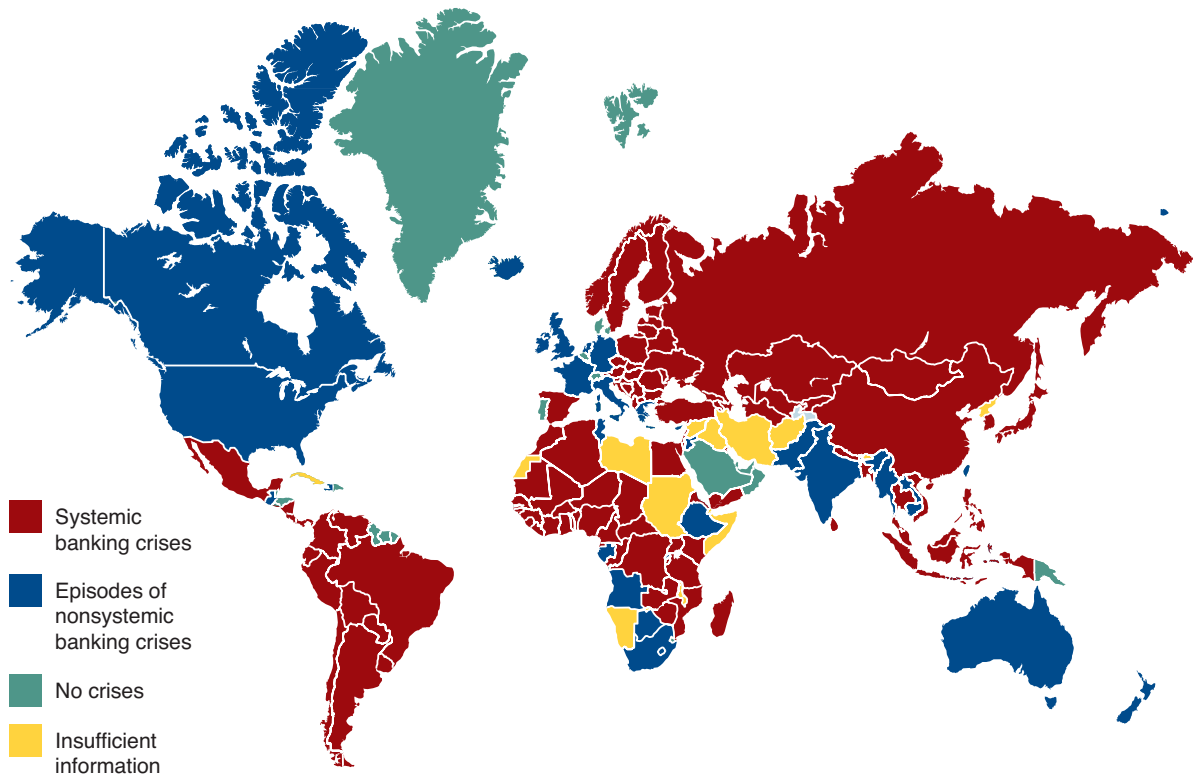 Systemic
banking crises
Episodes of
nonsystemic
banking crises
No crises
Insufficient
information